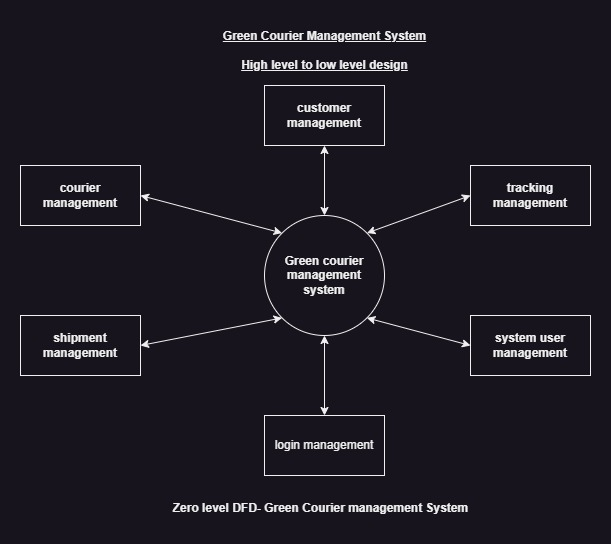 Green Courier Management System
High level to low level design
customer
management
courier
management
tracking
management
Green courier
management
system
shipment
management
system user
management
login management
Zero level DFD- Green Courier management System